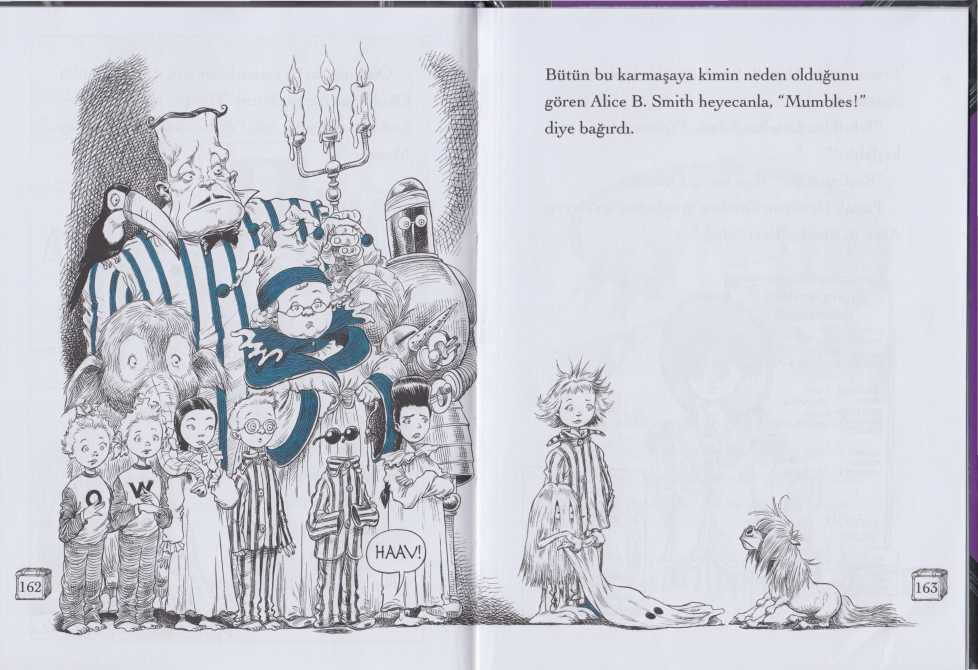 O
W
HAAV!
162
Bütün bu karmaşaya kimin neden olduğunu
gören Alice B. Smith heyecanla, “Mumbles!”
diye bağırdı.
163